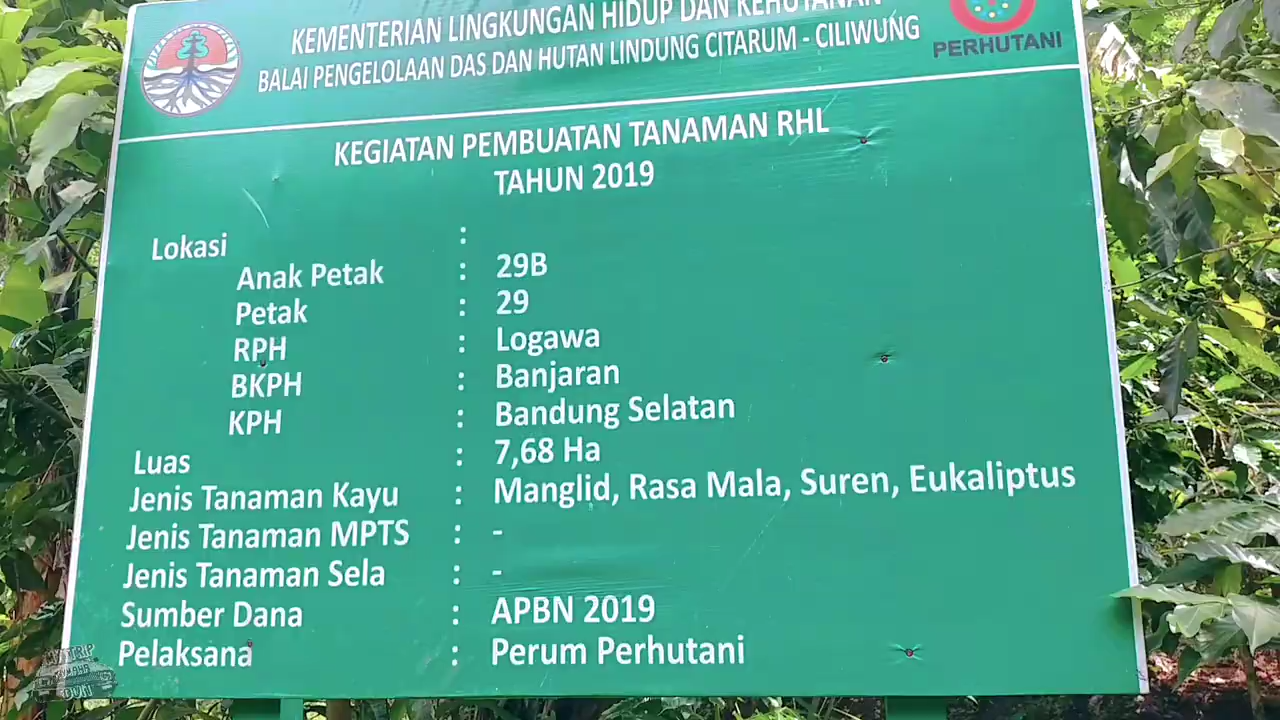 KEMENTERIAN LINGKUNGAN HIDUP DAN KEHUTANAN
BALAI PENGELOLAAN DAS DAN HUTAN LINDUNG CITARUM - CILIWUNG
PERHUTANI
KEGIATAN PEMBUATAN TANAMAN RHL
TAHUN 2019
Lokasi :
Anak Petak : 29B
Petak : 29
RPH : Logawa
BKPH : Banjaran
KPH : Bandung Selatan
Luas : 7,68 Ha
Jenis Tanaman Kayu : Manglid, Rasa Mala, Suren, Eukaliptus
Jenis Tanaman MPTS : -
Jenis Tanaman Sela : -
Sumber Dana : APBN 2019
Pelaksana : Perum Perhutani